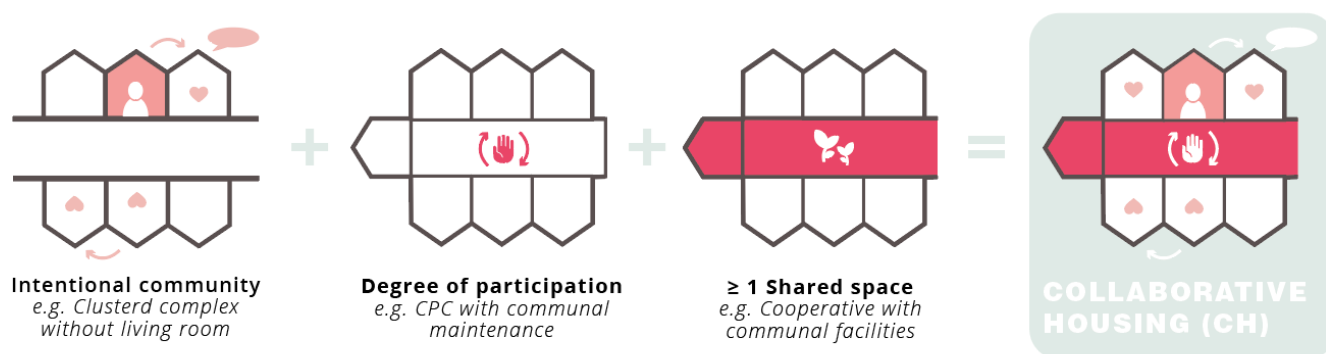 Intentional community
e.g. Clusterd complex
without living room
Degree of participation
e.g. CPC with communal
maintenance
≥ 1 Shared space
e.g. Cooperative with
communal facilities
COLLABORATIVE
HOUSING (CH)